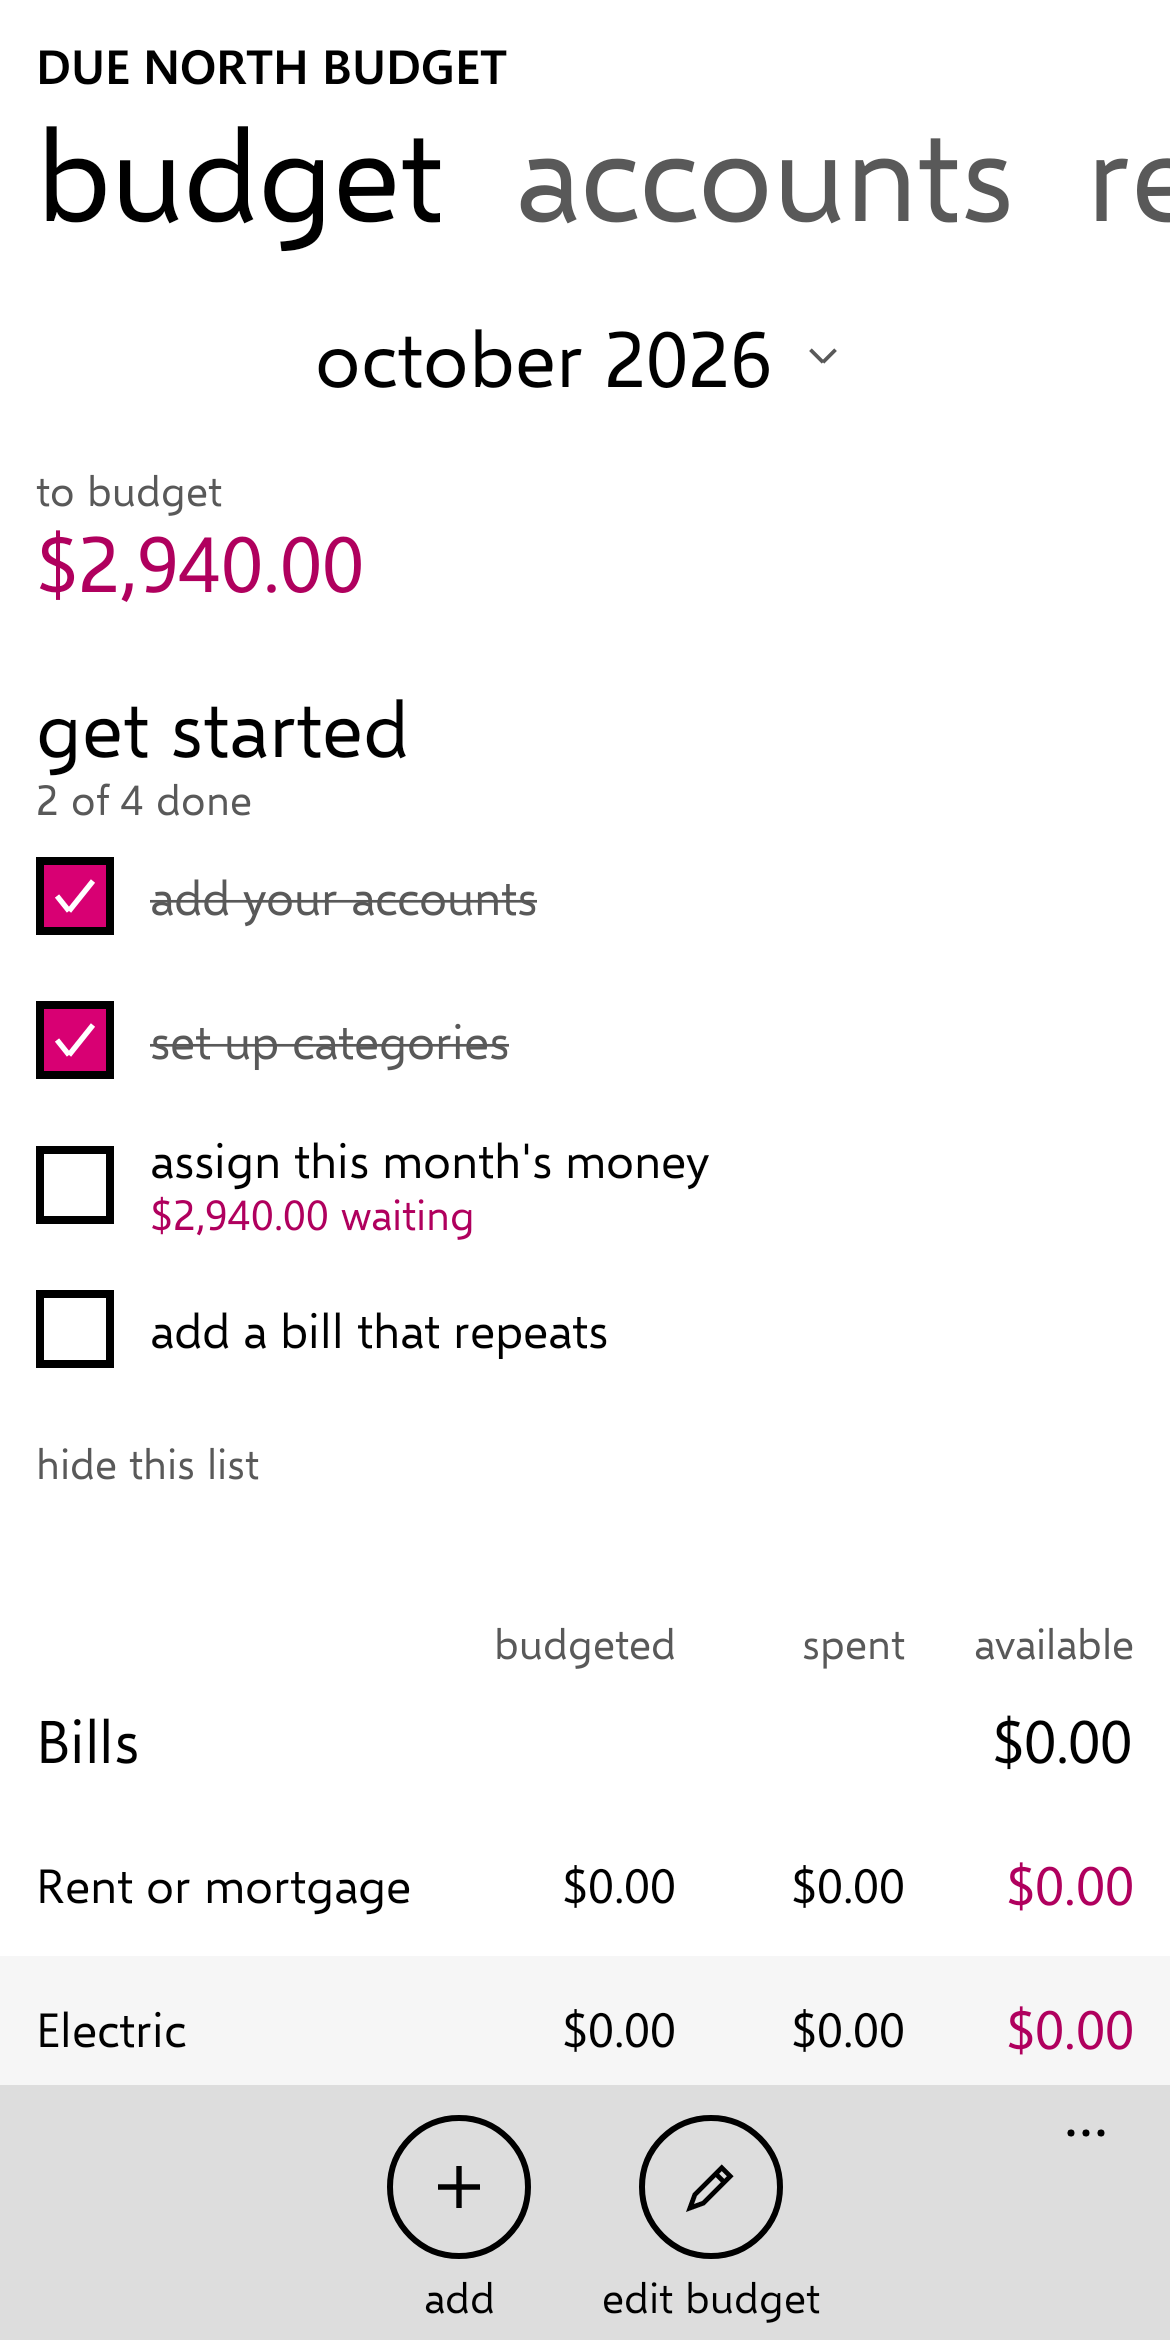 DUE NORTH BUDGET
budget accounts re
october 2026
to budget
$2,940.00
get started
2 of 4 done
add your accounts
set up categories
assign this month's money
$2,940.00 waiting
add a bill that repeats
hide this list
budgeted spent available
Bills $0.00
Rent or mortgage $0.00 $0.00 $0.00
Electric $0.00 $0.00 $0.00
...
add edit budget